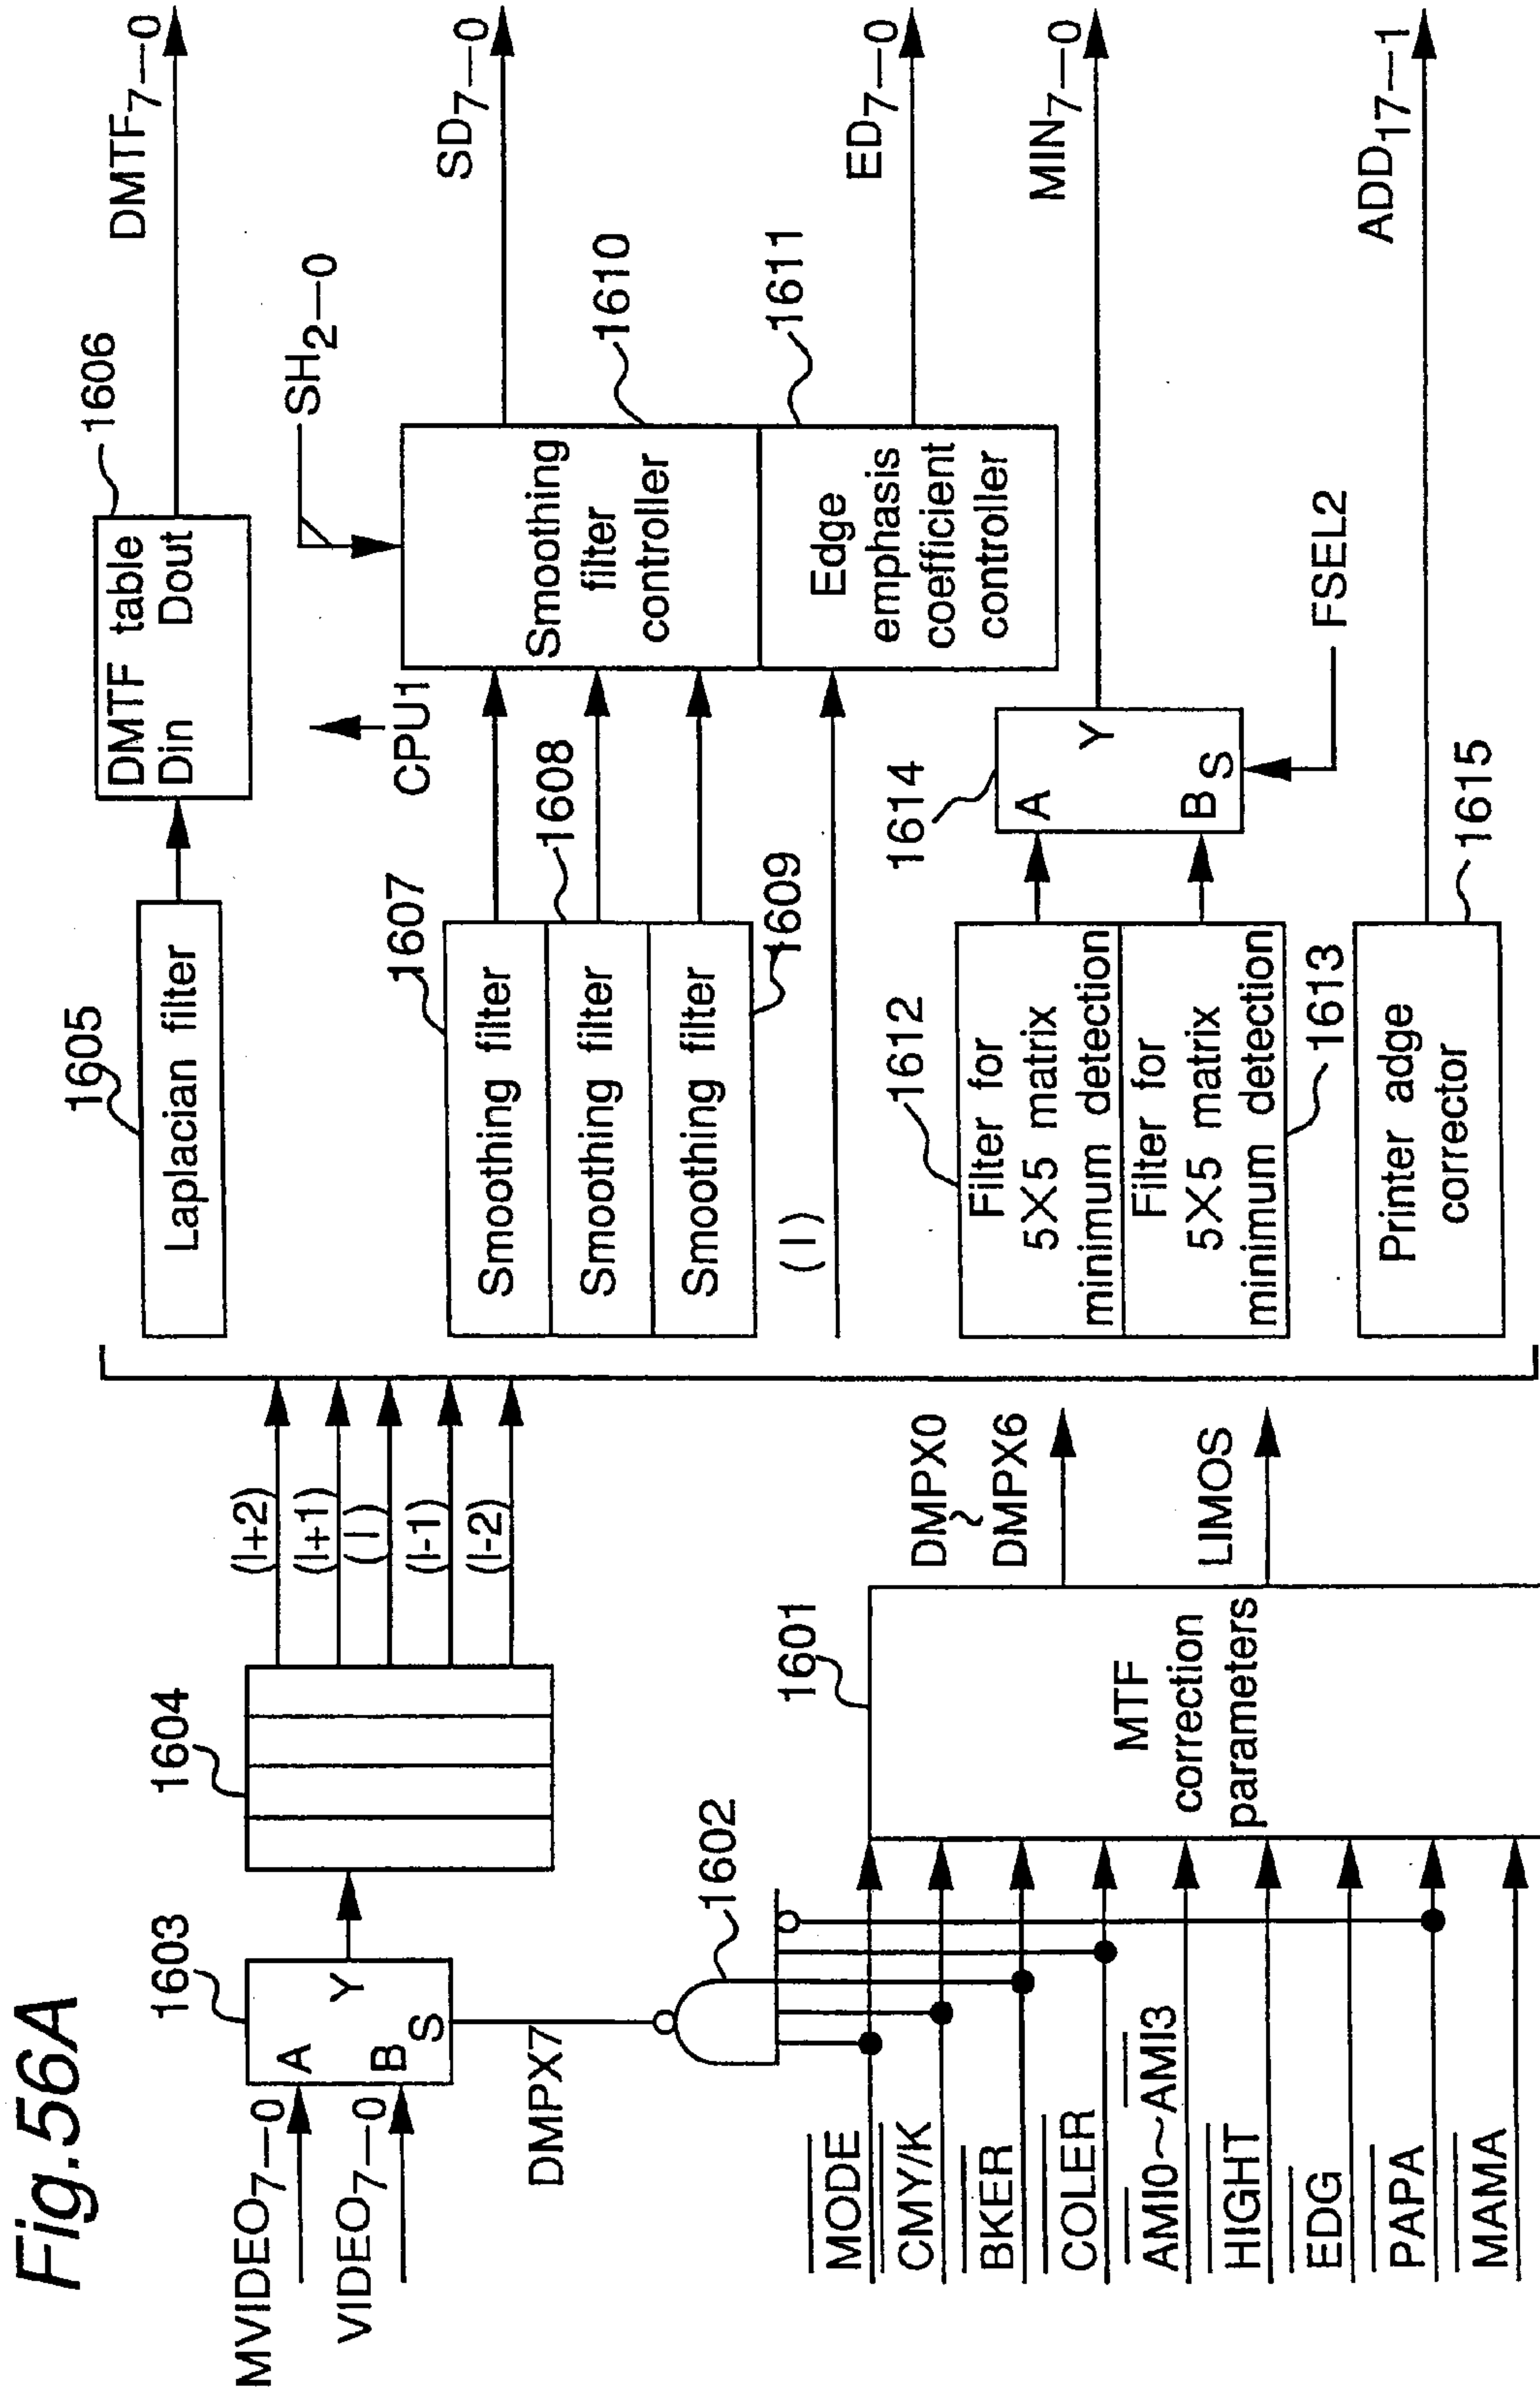 Fig.56A
MVIDEO7—0
VIDEO7—0
A
B
S
Y
1603
1604
DMPX7
1602
(I+2)
(I+1)
(I)
(I-1)
(I-2)
MODE
CMY/K
BKER
COLER
AMI0~AMI3
HIGHT
EDG
PAPA
MAMA
1601
MTF
correction
parameters
DMPX0
~
DMPX6
LIMOS
1605
Laplacian filter
1606
DMTF table
Din Dout
DMTF7—0
CPU1
SH2—0
1607
Smoothing filter
1608
Smoothing filter
1609
Smoothing filter
(I)
Smoothing
filter
controller
1610
SD7—0
Edge
emphasis
coefficient
controller
1611
ED7—0
1612
Filter for
5X5 matrix
minimum detection
Filter for
5X5 matrix
minimum detection
1613
1614
A
B
S
Y
FSEL2
MIN7—0
Printer adge
corrector
1615
ADD17—1